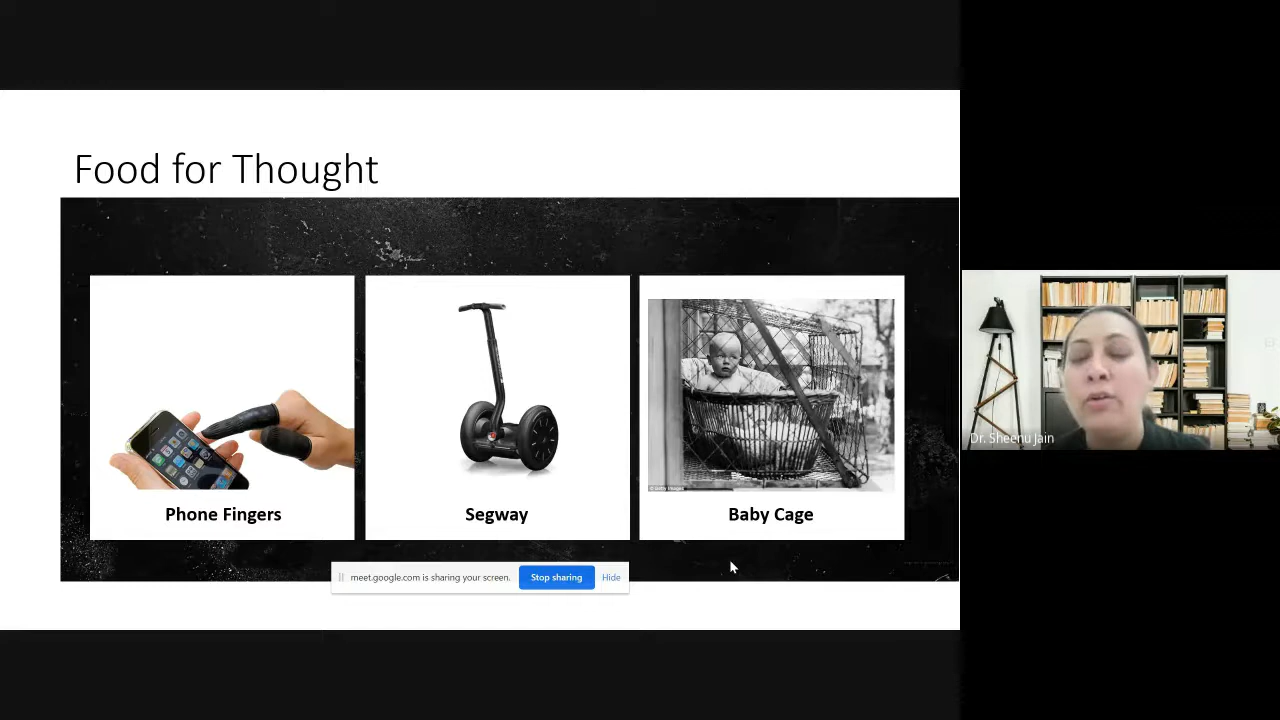 Food for Thought
Phone Fingers
Segway
Baby Cage
meet.google.com is sharing your screen.
Stop sharing
Hide
Dr. Sheenu Jain